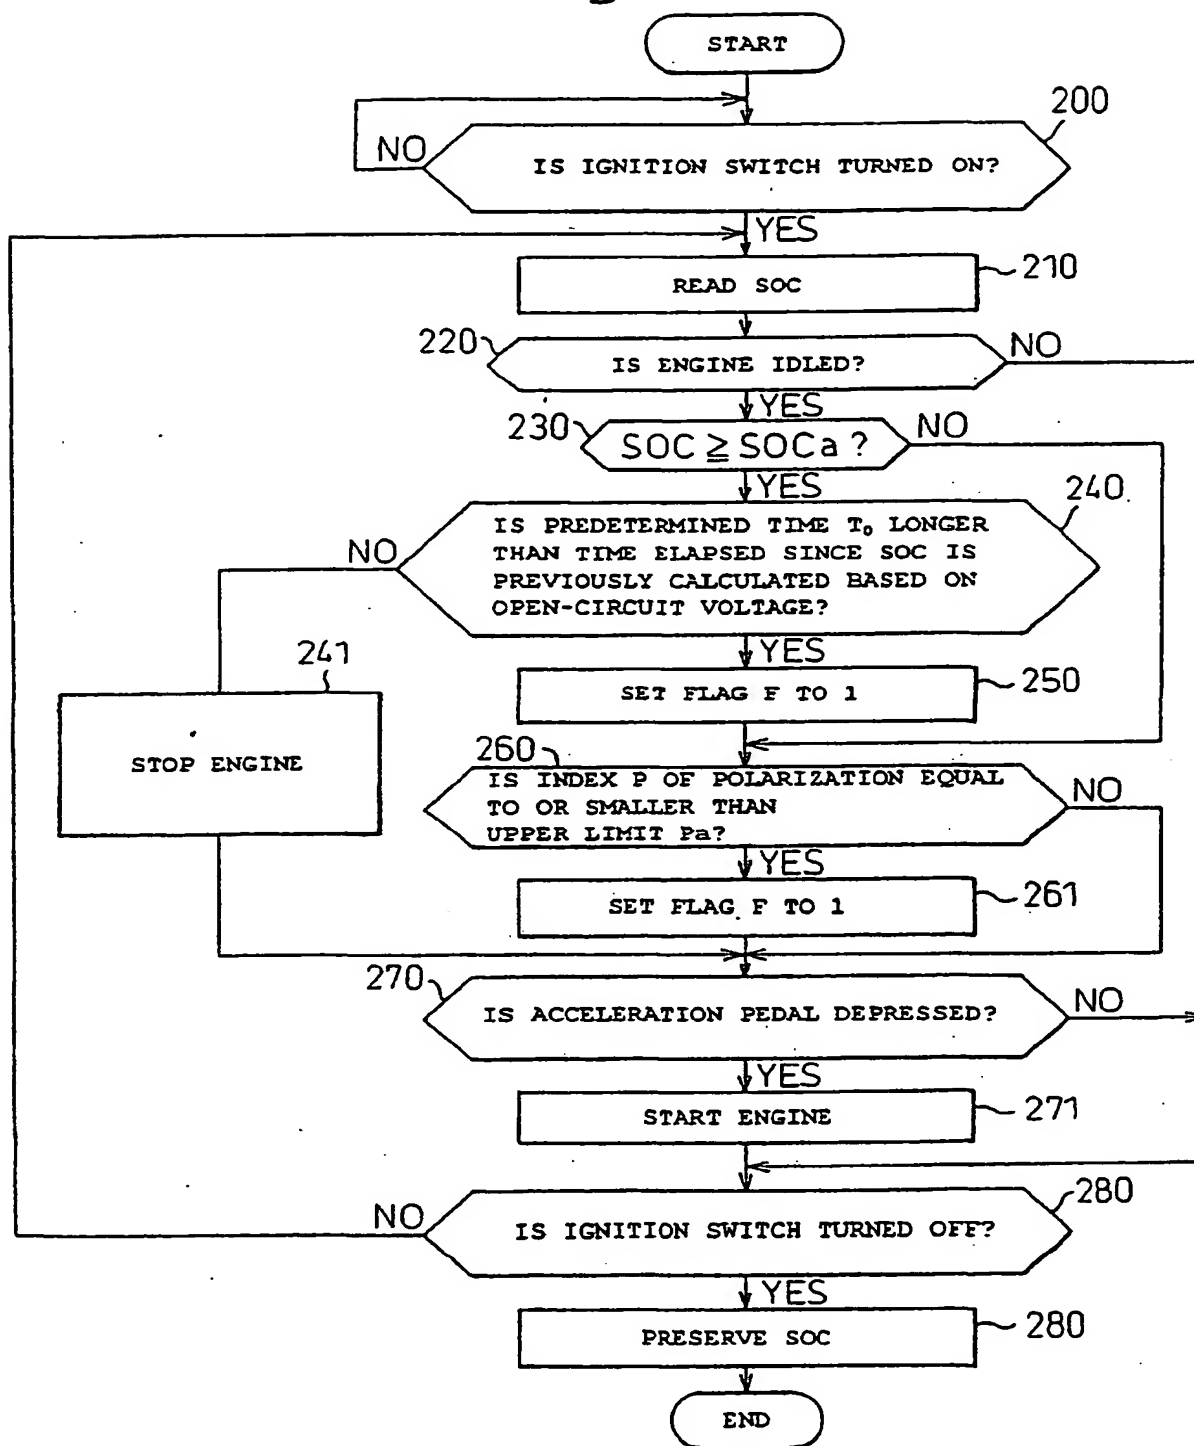 START
200
NO
IS IGNITION SWITCH TURNED ON?
YES
210
READ SOC
220
IS ENGINE IDLED?
NO
YES
230
SOC ≧ SOCa ?
NO
YES
240
NO
IS PREDETERMINED TIME T₀ LONGER
THAN TIME ELAPSED SINCE SOC IS
PREVIOUSLY CALCULATED BASED ON
OPEN-CIRCUIT VOLTAGE?
YES
241
STOP ENGINE
SET FLAG F TO 1
250
260
IS INDEX P OF POLARIZATION EQUAL
TO OR SMALLER THAN
UPPER LIMIT Pa?
NO
YES
SET FLAG F TO 1
261
270
IS ACCELERATION PEDAL DEPRESSED?
NO
YES
START ENGINE
271
280
NO
IS IGNITION SWITCH TURNED OFF?
YES
PRESERVE SOC
280
END